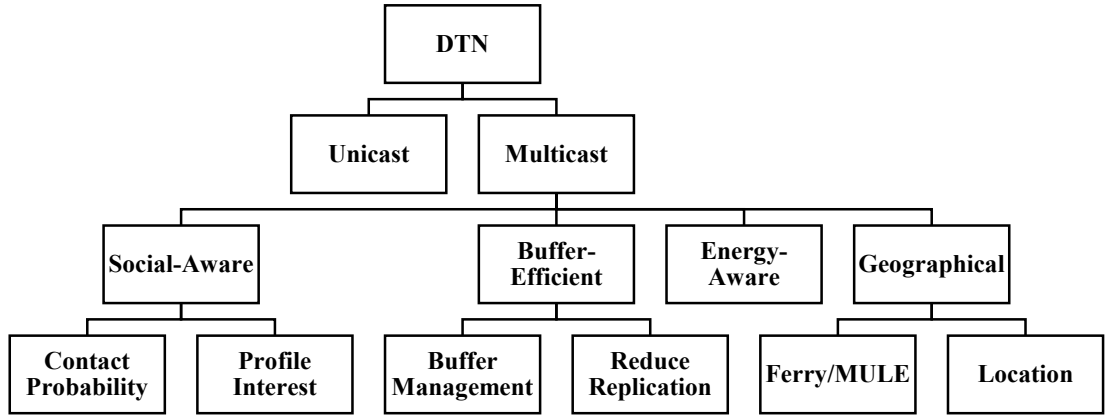 DTN
Unicast
Multicast
Social-Aware
Buffer-
Efficient
Energy-
Aware
Geographical
Contact
Probability
Profile
Interest
Buffer
Management
Reduce
Replication
Ferry/MULE
Location